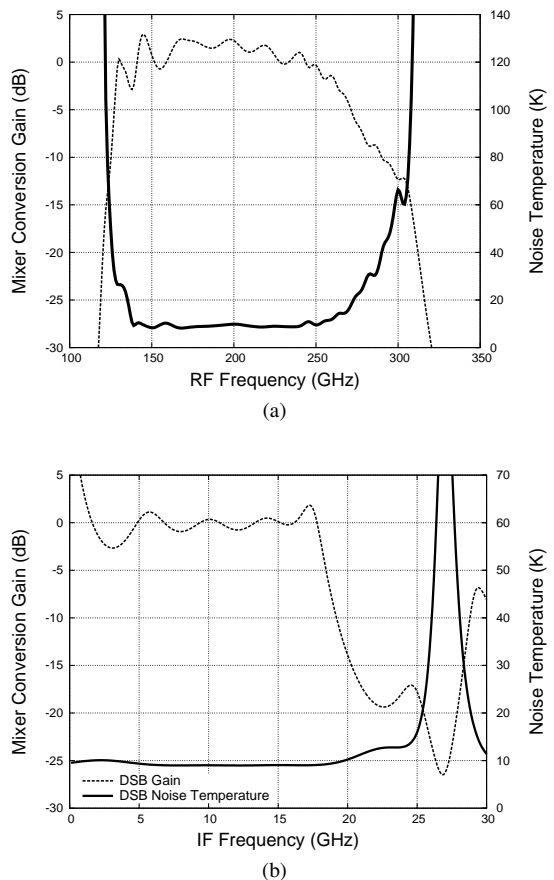 5
0
-5
-10
-15
-20
-25
-30
Mixer Conversion Gain (dB)
140
120
100
80
60
40
20
0
Noise Temperature (K)
100 150 200 250 300 350
RF Frequency (GHz)
(a)
5
0
-5
-10
-15
-20
-25
-30
Mixer Conversion Gain (dB)
70
60
50
40
30
20
10
0
Noise Temperature (K)
DSB Gain
DSB Noise Temperature
0 5 10 15 20 25 30
IF Frequency (GHz)
(b)